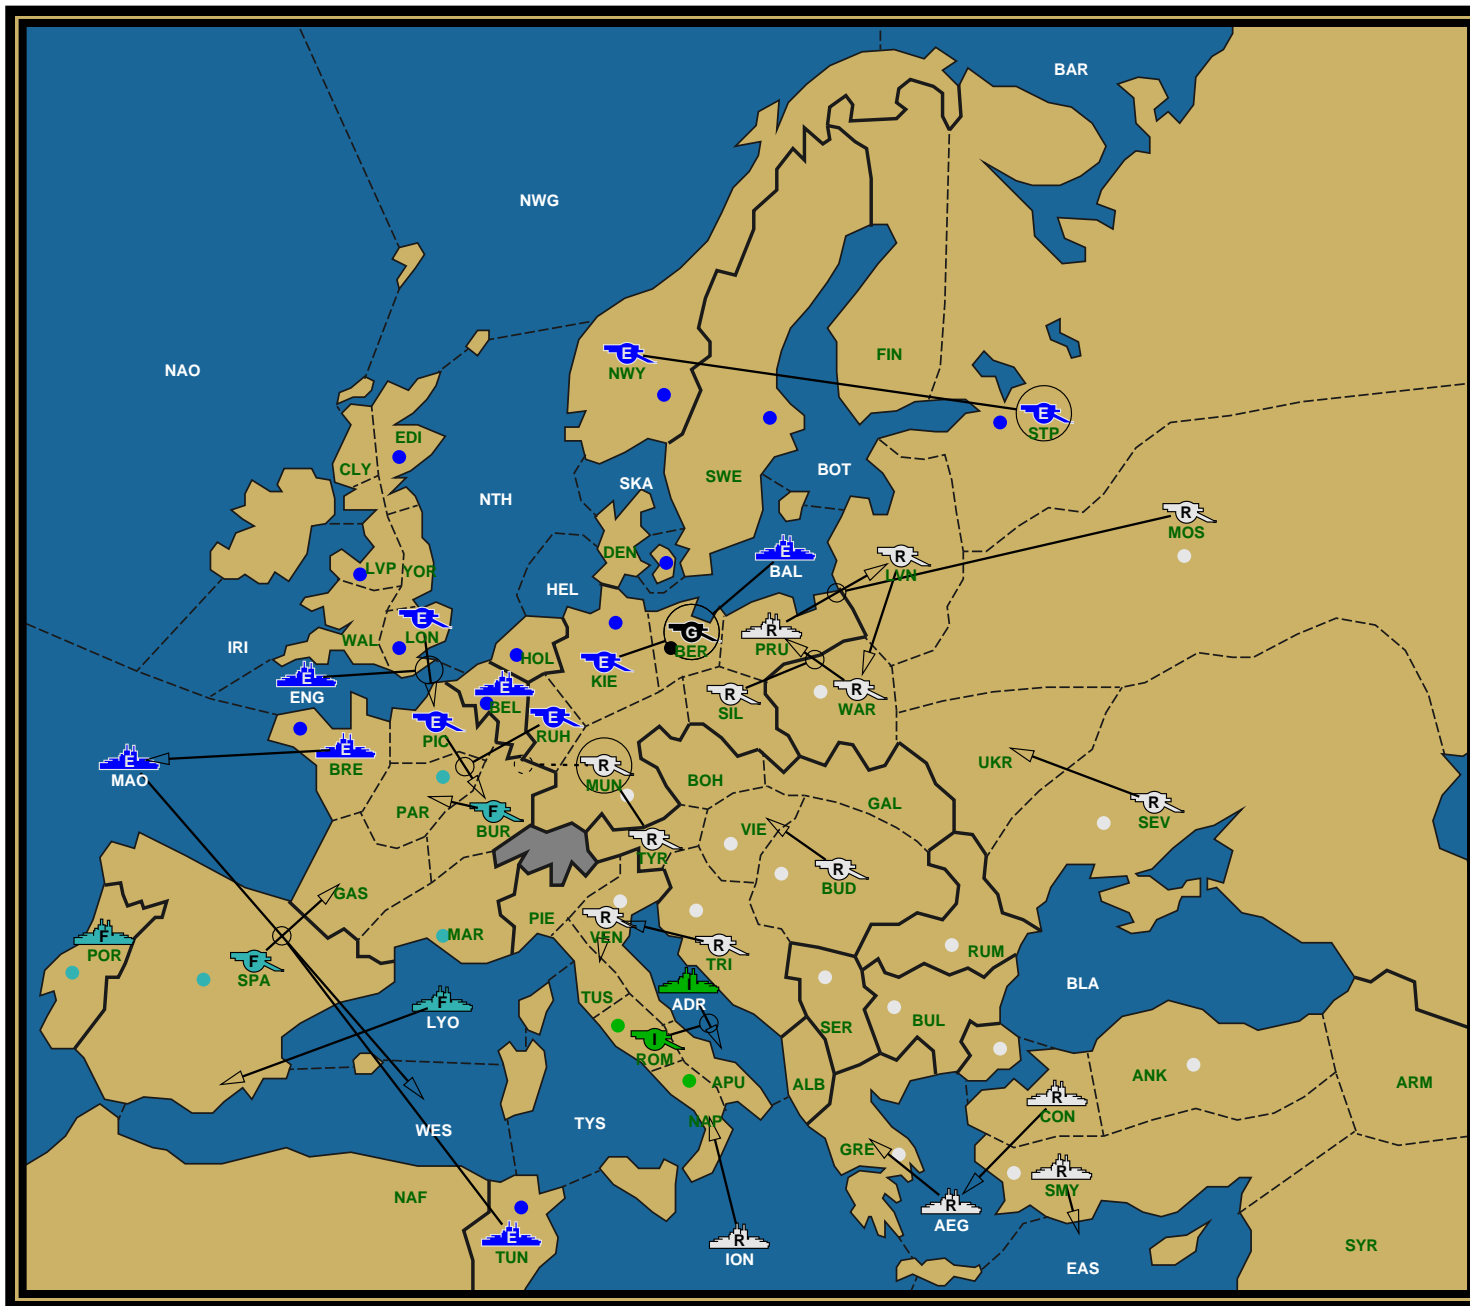 BAR
NWG
NAO
FIN
E
NWY
E
STP
EDI
CLY
SWE
BOT
SKA
NTH
R
MOS
DEN
E
BAL
R
LVN
LVP
YOR
HEL
E
LON
WAL
IRI
G
BER
R
PRU
HOL
E
KIE
E
ENG
E
BEL
R
SIL
R
WAR
E
PIC
E
RUH
E
BRE
E
MAO
R
MUN
BOH
UKR
GAL
R
SEV
PAR
F
BUR
VIE
R
TYR
R
BUD
GAS
PIE
R
VEN
MAR
F
POR
F
SPA
R
TRI
RUM
TUS
I
ADR
BLA
F
LYO
SER
BUL
I
ROM
APU
ALB
ANK
ARM
R
CON
NAP
WES
TYS
GRE
R
SMY
NAF
R
AEG
E
TUN
R
ION
EAS
SYR